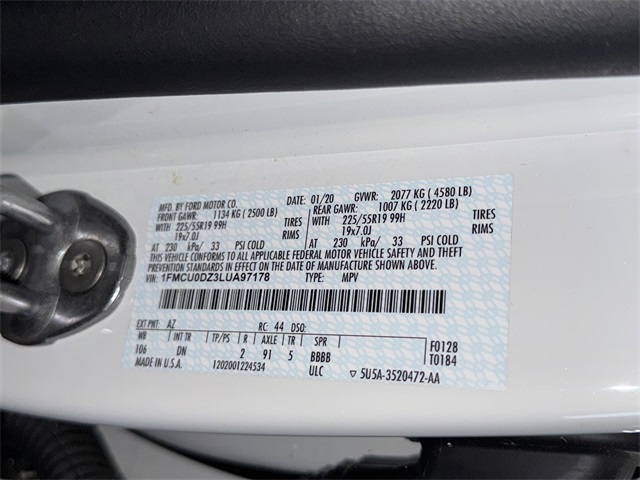 MFD. BY FORD MOTOR CO.
DATE: 01/20 GVWR: 2077 KG ( 4580 LB)
FRONT GAWR: 1134 KG ( 2500 LB)
REAR GAWR: 1007 KG ( 2220 LB)
WITH 225/55R19 99H TIRES
WITH 225/55R19 99H TIRES
19x7.0J RIMS
19x7.0J RIMS
AT 230 kPa/ 33 PSI COLD
AT 230 kPa/ 33 PSI COLD
THIS VEHICLE CONFORMS TO ALL APPLICABLE FEDERAL MOTOR VEHICLE SAFETY AND THEFT
PREVENTION STANDARDS IN EFFECT ON THE DATE OF MANUFACTURE SHOWN ABOVE.
VIN: 1FMCU0DZ3LUA97178
TYPE: MPV
EXT PNT: AZ RC: 44 DSO:
WB INT TR TP/PS R AXLE TR SPR
106 DN 2 91 5 BBBB
F0128
T0184
MADE IN U.S.A. 1202001224534 ULC
▽ 5U5A-3520472-AA